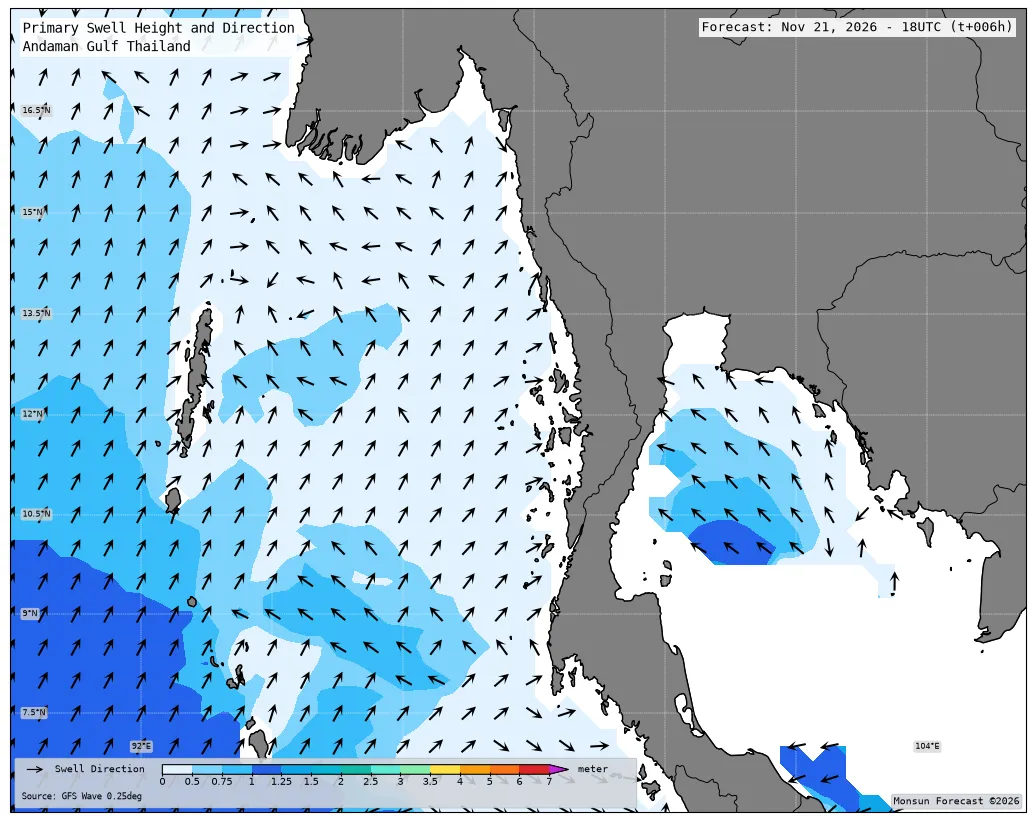 Primary Swell Height and Direction
Andaman Gulf Thailand
Forecast: Nov 21, 2026 - 18UTC (t+006h)
16.5°N
15°N
13.5°N
12°N
10.5°N
9°N
7.5°N
92°E
104°E
Swell Direction
0 0.5 0.75 1 1.25 1.5 2 2.5 3 3.5 4 5 6 7 meter
Source: GFS Wave 0.25deg
Monsun Forecast ©2026